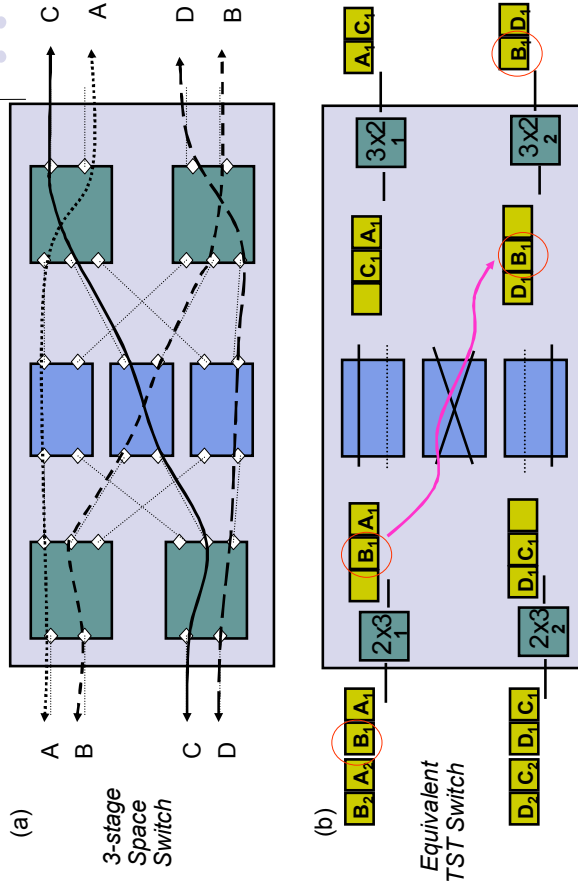 (a)
3-stage
Space
Switch
A
B
C
D
C
A
D
B
(b)
Equivalent
TST Switch
B2 A2 B1 A1
D2 C2 D1 C1
2x3
1
2x3
2
B1 A1
D1 C1
C1 A1
D1 B1
3x2
1
3x2
2
A1 C1
B1 D1